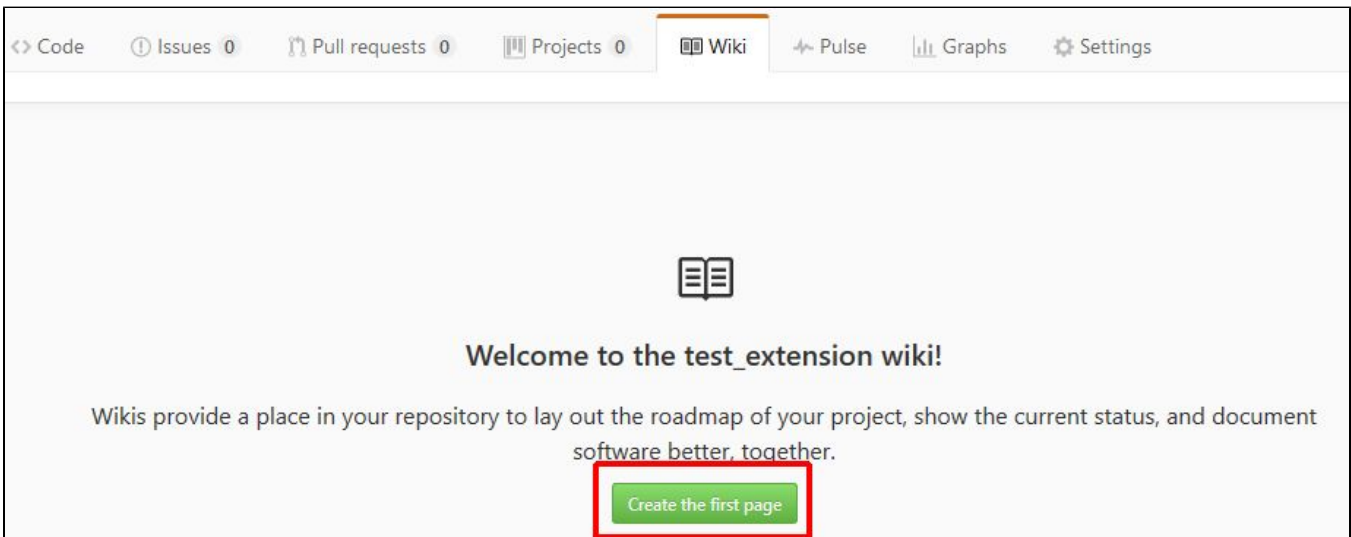 <> Code Issues 0 Pull requests 0 Projects 0 Wiki Pulse Graphs Settings
Welcome to the test_extension wiki!
Wikis provide a place in your repository to lay out the roadmap of your project, show the current status, and document
software better, together.
Create the first page